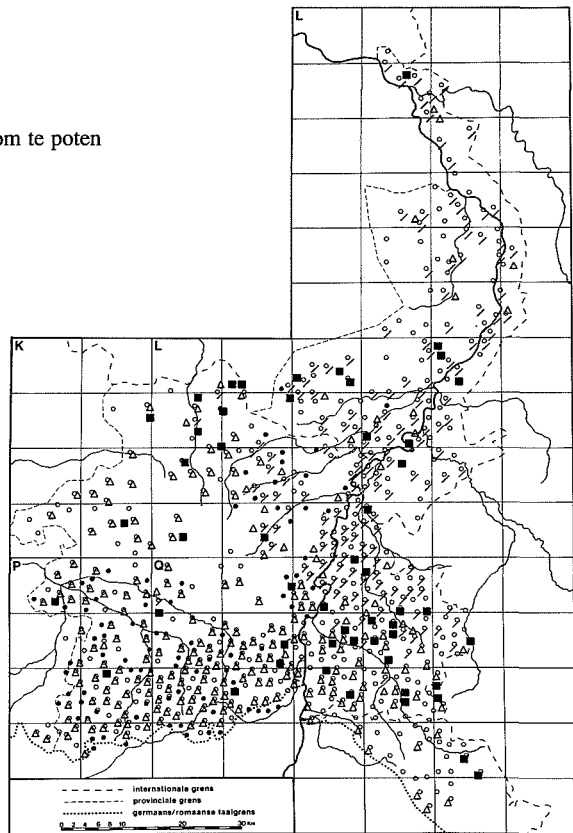 L
om te poten
K L
P Q
internationale grens
provinciale grens
germaans/romaanse taalgrens
0 2 4 6 8 10 20 30 Km